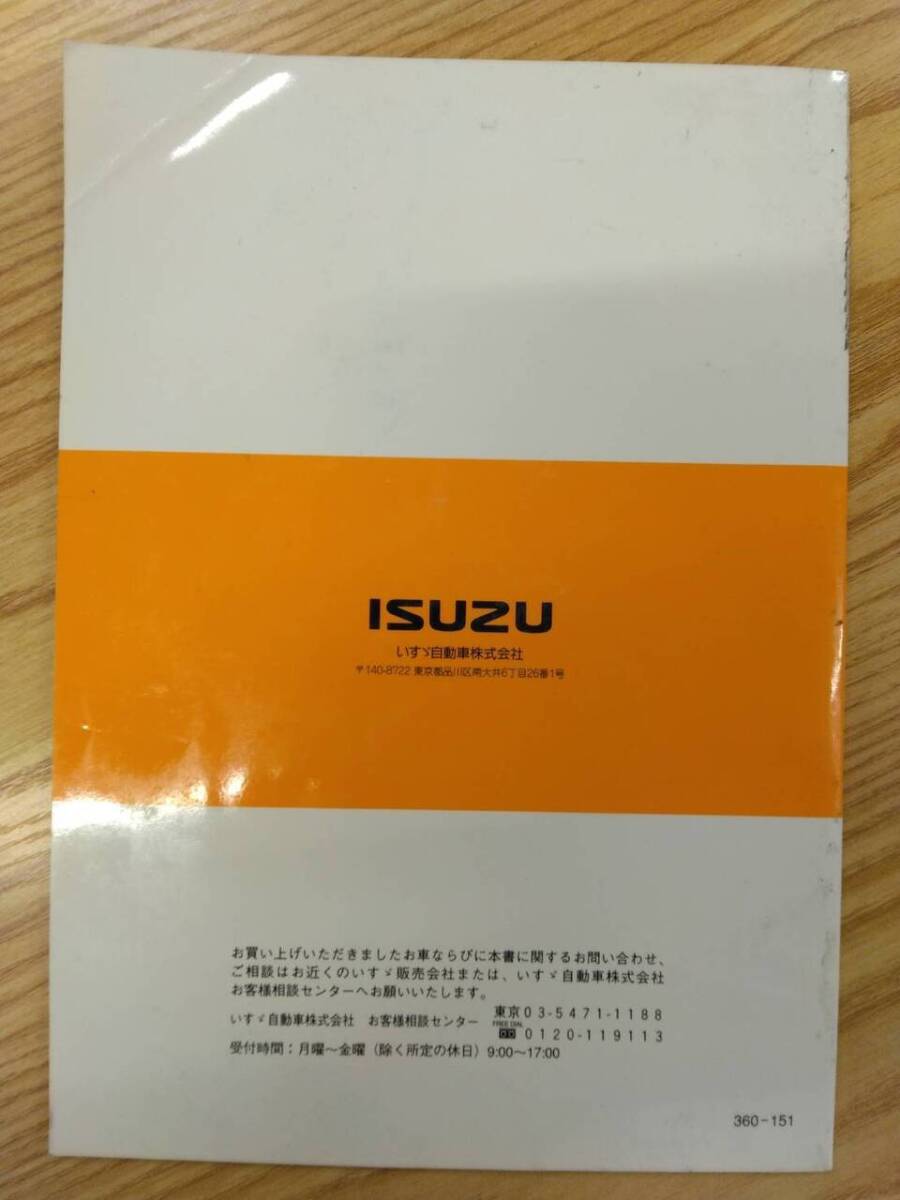 ISUZU
いすゞ自動車株式会社
〒140-8722 東京都品川区南大井6丁目26番1号
お買い上げいただきましたお車ならびに本書に関するお問い合わせ、
ご相談はお近くのいすゞ販売会社または、いすゞ自動車株式会社
お客様相談センターへお願いいたします。
いすゞ自動車株式会社 お客様相談センター 東京03-5471-1188
FREE DIAL 0120-119113
受付時間：月曜～金曜（除く所定の休日）9:00～17:00
360-151